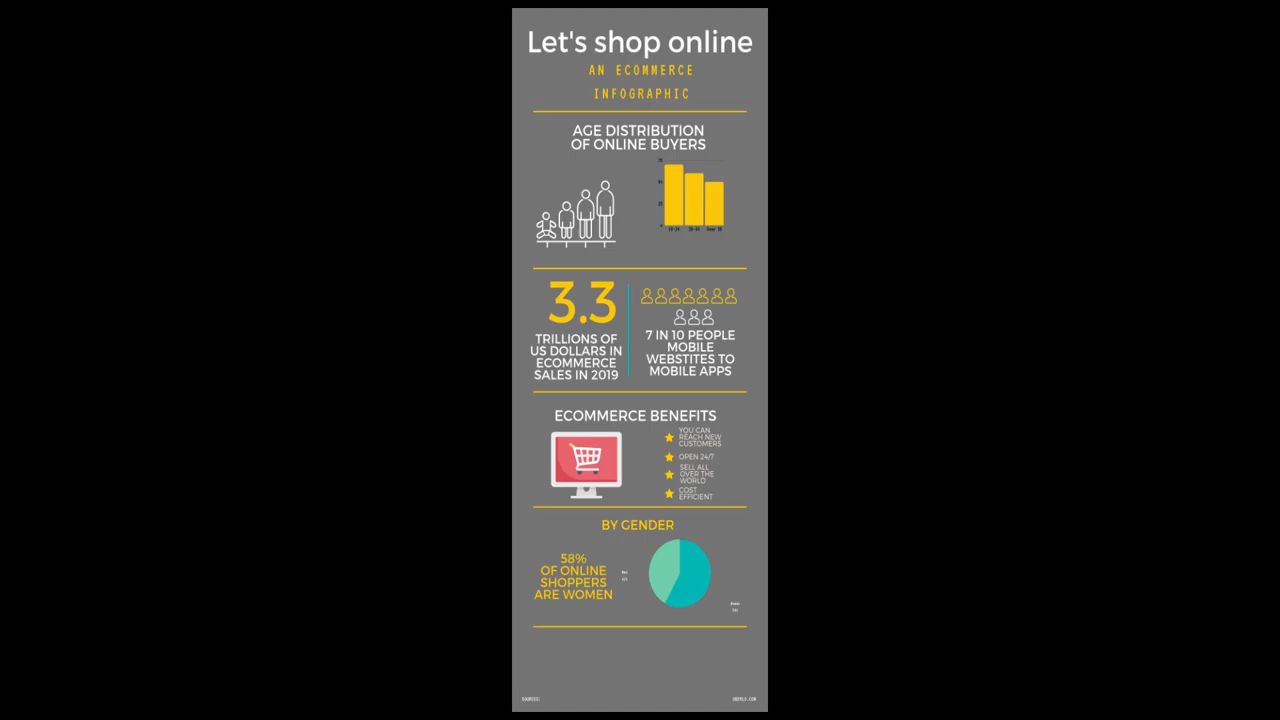 Let's shop online
AN ECOMMERCE
INFOGRAPHIC
AGE DISTRIBUTION
OF ONLINE BUYERS
3.3
TRILLIONS OF
US DOLLARS IN
ECOMMERCE
SALES IN 2019
7 IN 10 PEOPLE
MOBILE
WEBSTITES TO
MOBILE APPS
ECOMMERCE BENEFITS
YOU CAN
REACH NEW
CUSTOMERS
OPEN 24/7
SELL ALL
OVER THE
WORLD
COST
EFFICIENT
BY GENDER
58%
OF ONLINE
SHOPPERS
ARE WOMEN
SOURCES: